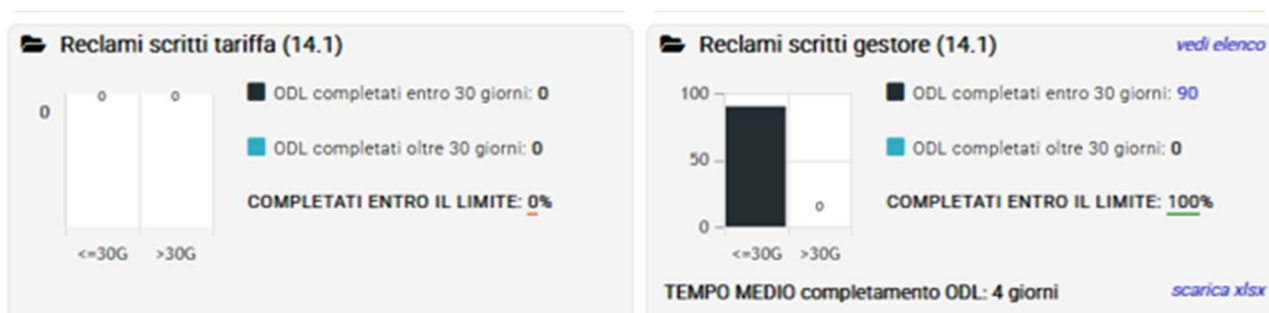 Reclami scritti tariffa (14.1)
0
0 0
<=30G >30G
ODL completati entro 30 giorni: 0
ODL completati oltre 30 giorni: 0
COMPLETATI ENTRO IL LIMITE: 0%
Reclami scritti gestore (14.1) vedi elenco
100
50
0
0
<=30G >30G
ODL completati entro 30 giorni: 90
ODL completati oltre 30 giorni: 0
COMPLETATI ENTRO IL LIMITE: 100%
TEMPO MEDIO completamento ODL: 4 giorni scarica xlsx